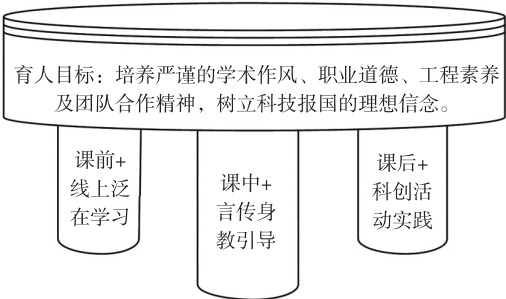 育人目标：培养严谨的学术作风、职业道德、工程素养
及团队合作精神，树立科技报国的理想信念。
课前+
线上泛
在学习
课中+
言传身
教引导
课后+
科创活
动实践